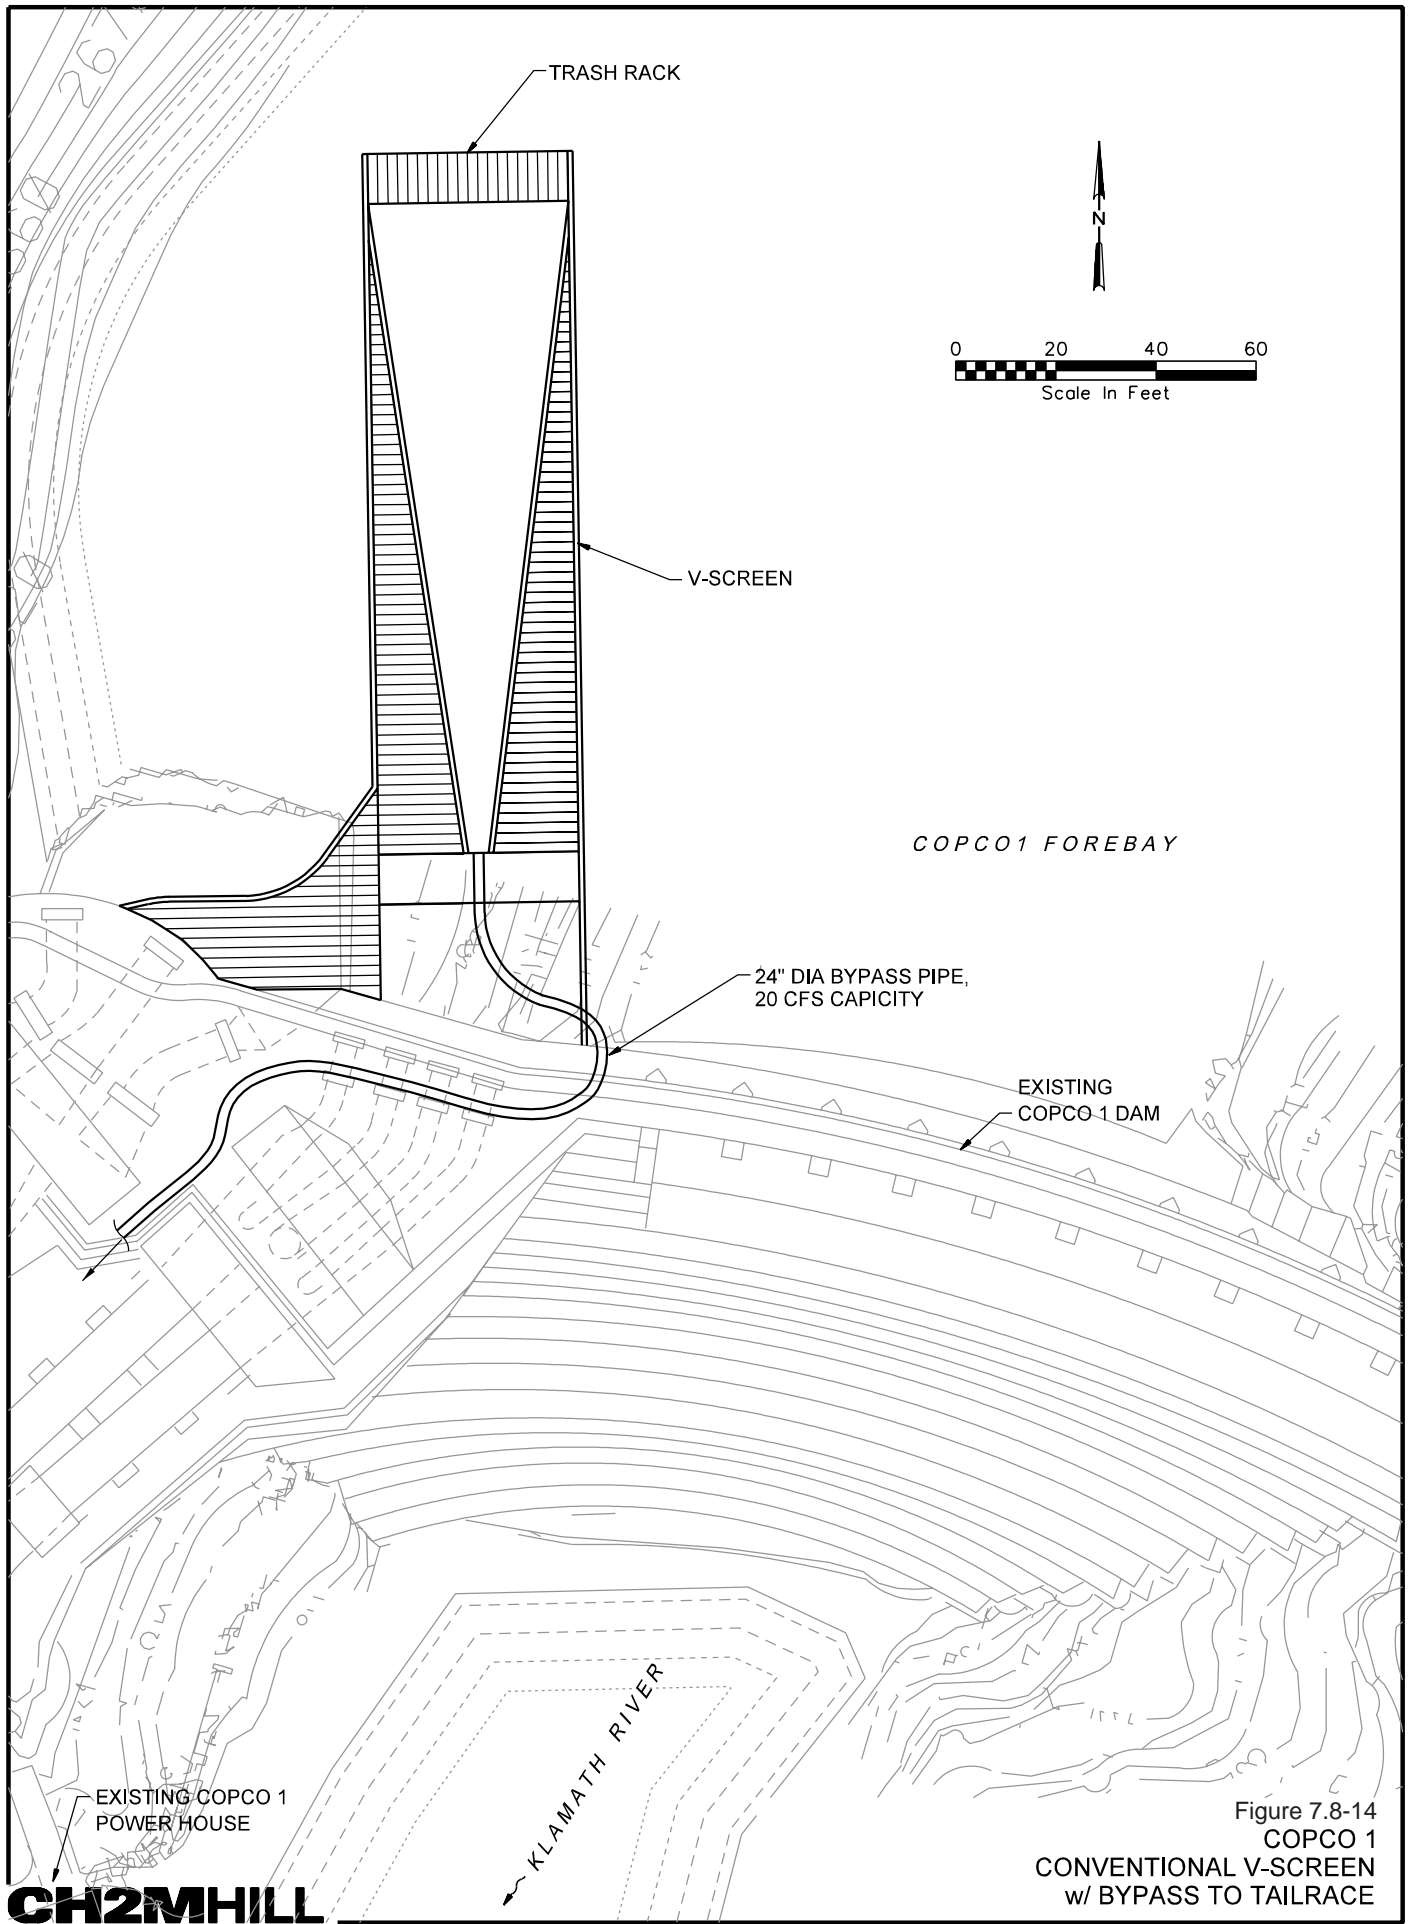 TRASH RACK
N
0 20 40 60
Scale In Feet
V-SCREEN
COPCO1 FOREBAY
24" DIA BYPASS PIPE,
20 CFS CAPICITY
EXISTING
COPCO 1 DAM
KLAMATH RIVER
EXISTING COPCO 1
POWER HOUSE
Figure 7.8-14
COPCO 1
CONVENTIONAL V-SCREEN
w/ BYPASS TO TAILRACE
CH2MHILL